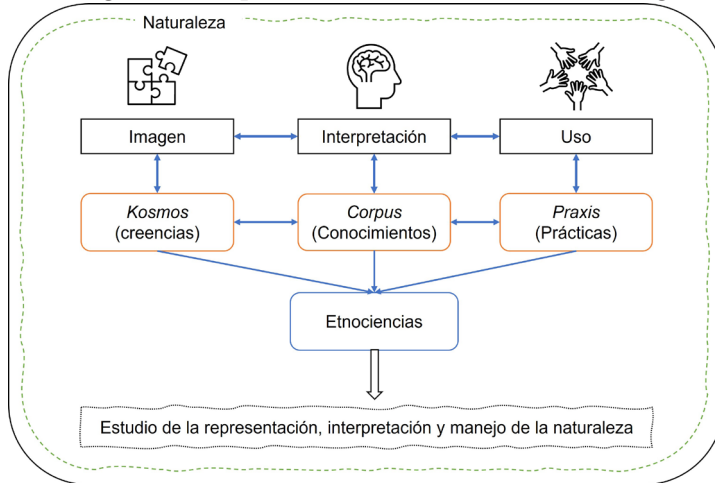 Naturaleza
Imagen
Interpretación
Uso
Kosmos
(creencias)
Corpus
(Conocimientos)
Praxis
(Prácticas)
Etnociencias
Estudio de la representación, interpretación y manejo de la naturaleza